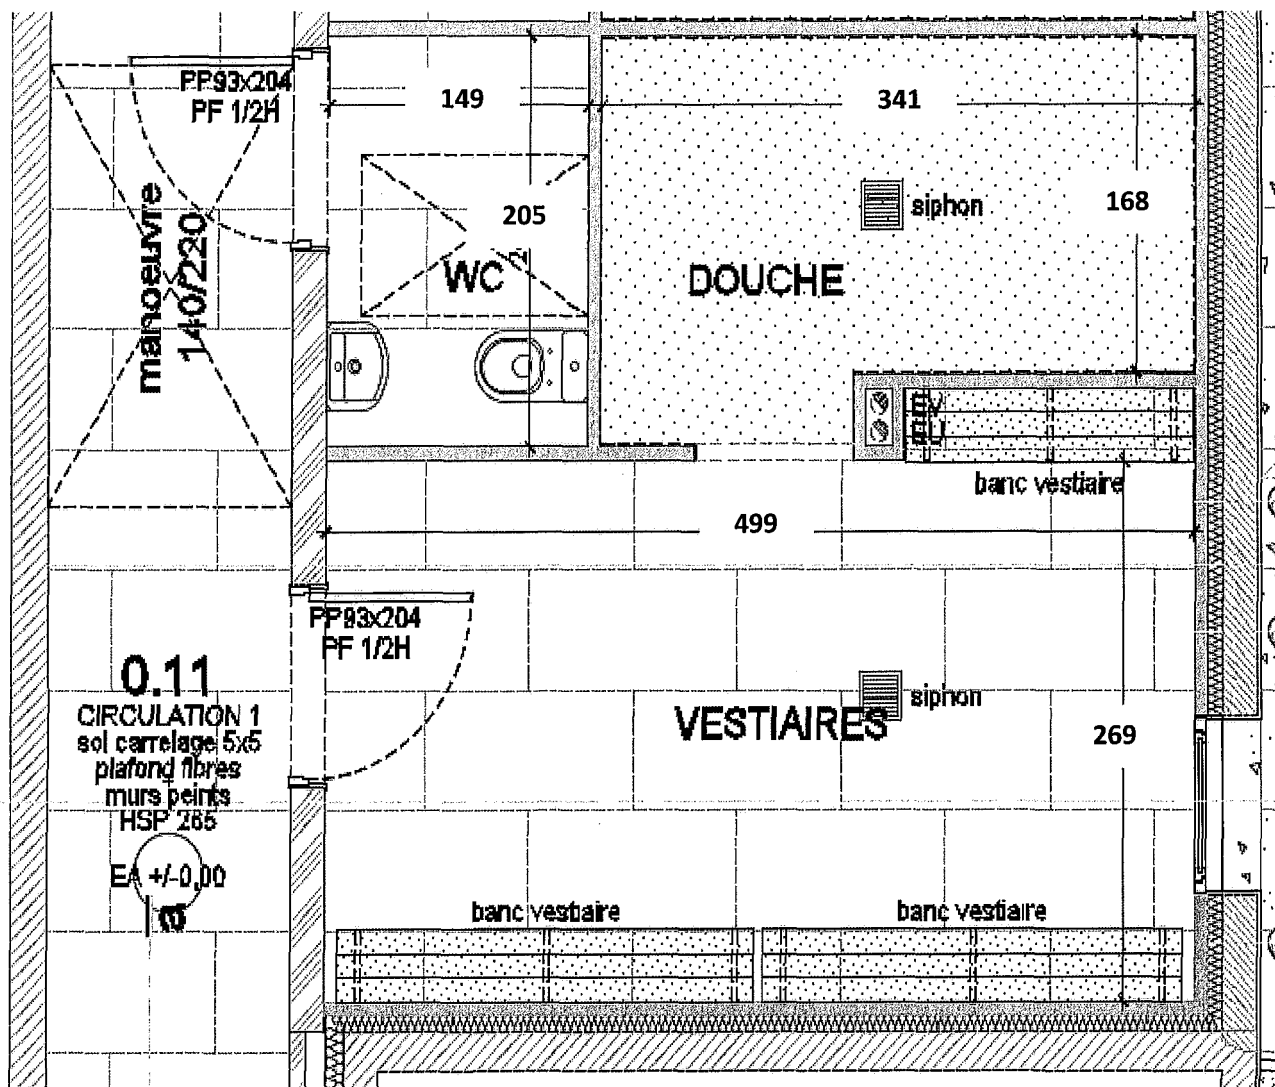 PP93x204
PF 1/2H
149
341
manoeuvre
140/220
205
siphon
168
WC
2
DOUCHE
banc vestiaire
499
PP93x204
PF 1/2H
0.11
CIRCULATION 1
sol carrelage 5x5
plafond fibres
murs peints
HSP 265
EA +/-0,00
siphon
VESTIAIRES
269
banc vestiaire
banc vestiaire